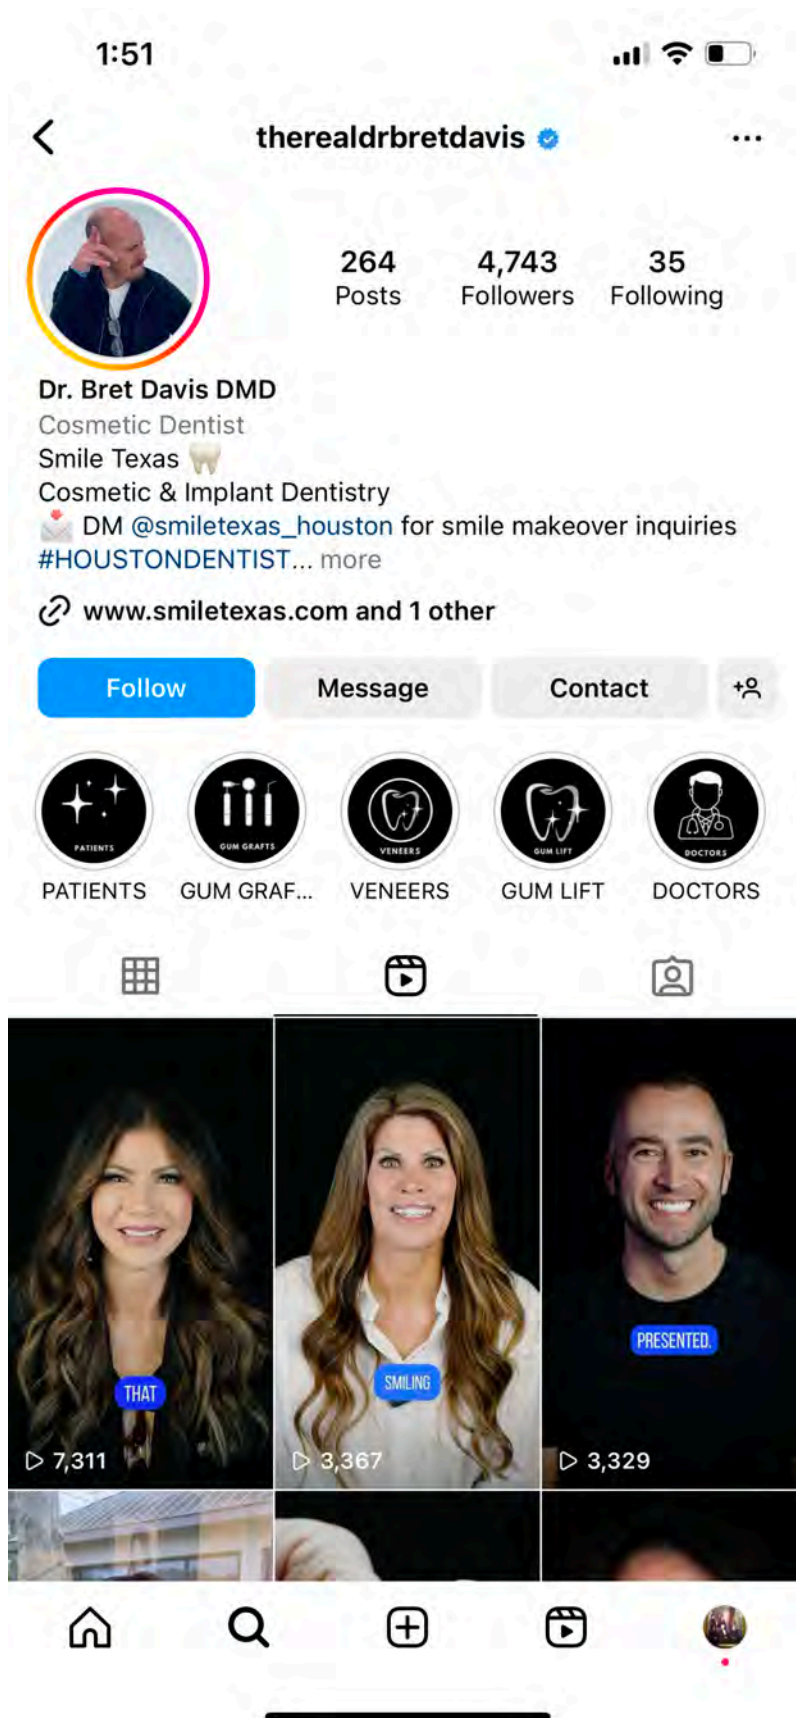 1:51
therealdrbretdavis
264
4,743
35
Posts
Followers
Following
Dr. Bret Davis DMD
Cosmetic Dentist
Smile Texas 🦷
Cosmetic & Implant Dentistry
📩 DM @smiletexas_houston for smile makeover inquiries
#HOUSTONDENTIST... more
www.smiletexas.com and 1 other
Follow
Message
Contact
PATIENTS
GUM GRAFTS
VENEERS
GUM LIFT
DOCTORS
PATIENTS
GUM GRAF...
VENEERS
GUM LIFT
DOCTORS
THAT
SMILING
PRESENTED.
7,311
3,367
3,329